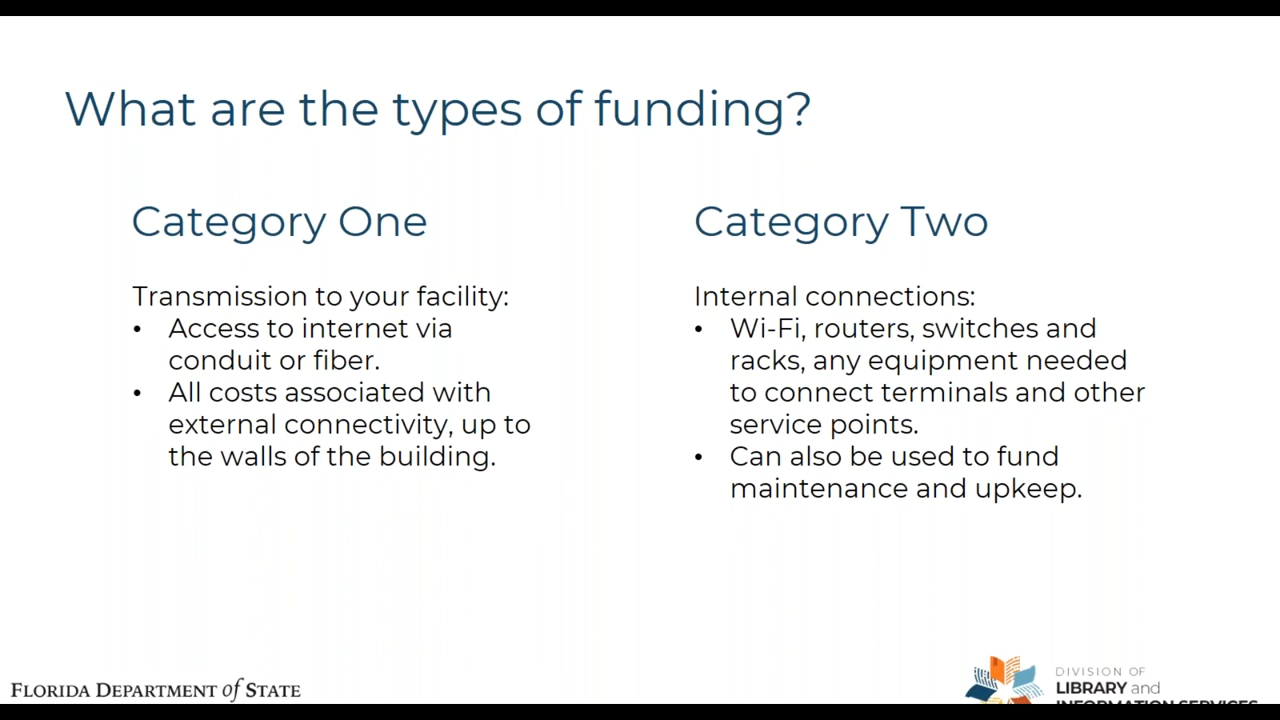 What are the types of funding?
Category One
Transmission to your facility:
• Access to internet via
conduit or fiber.
• All costs associated with
external connectivity, up to
the walls of the building.
Category Two
Internal connections:
• Wi-Fi, routers, switches and
racks, any equipment needed
to connect terminals and other
service points.
• Can also be used to fund
maintenance and upkeep.
FLORIDA DEPARTMENT of STATE
DIVISION OF
LIBRARY and
INFORMATION SERVICES